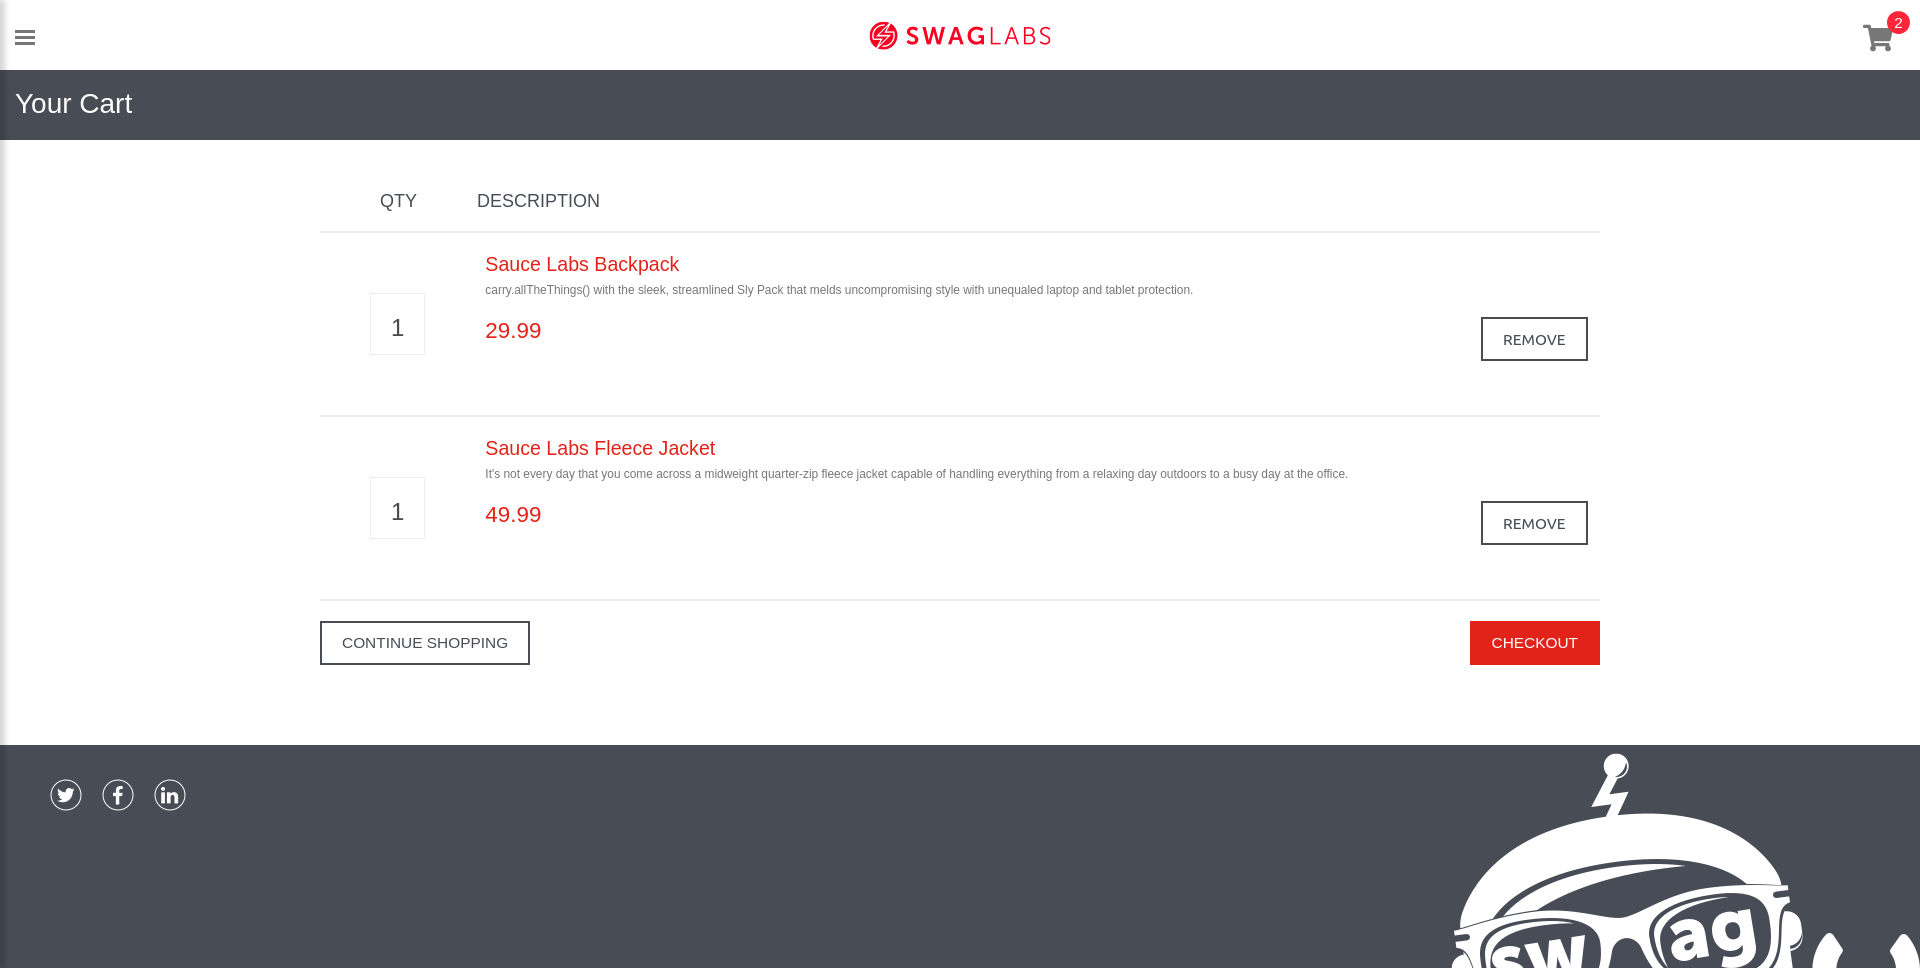 SWAGLABS
2
Your Cart
QTY DESCRIPTION
Sauce Labs Backpack
carry.allTheThings() with the sleek, streamlined Sly Pack that melds uncompromising style with unequaled laptop and tablet protection.
1
29.99
REMOVE
Sauce Labs Fleece Jacket
It's not every day that you come across a midweight quarter-zip fleece jacket capable of handling everything from a relaxing day outdoors to a busy day at the office.
1
49.99
REMOVE
CONTINUE SHOPPING CHECKOUT
sw ag